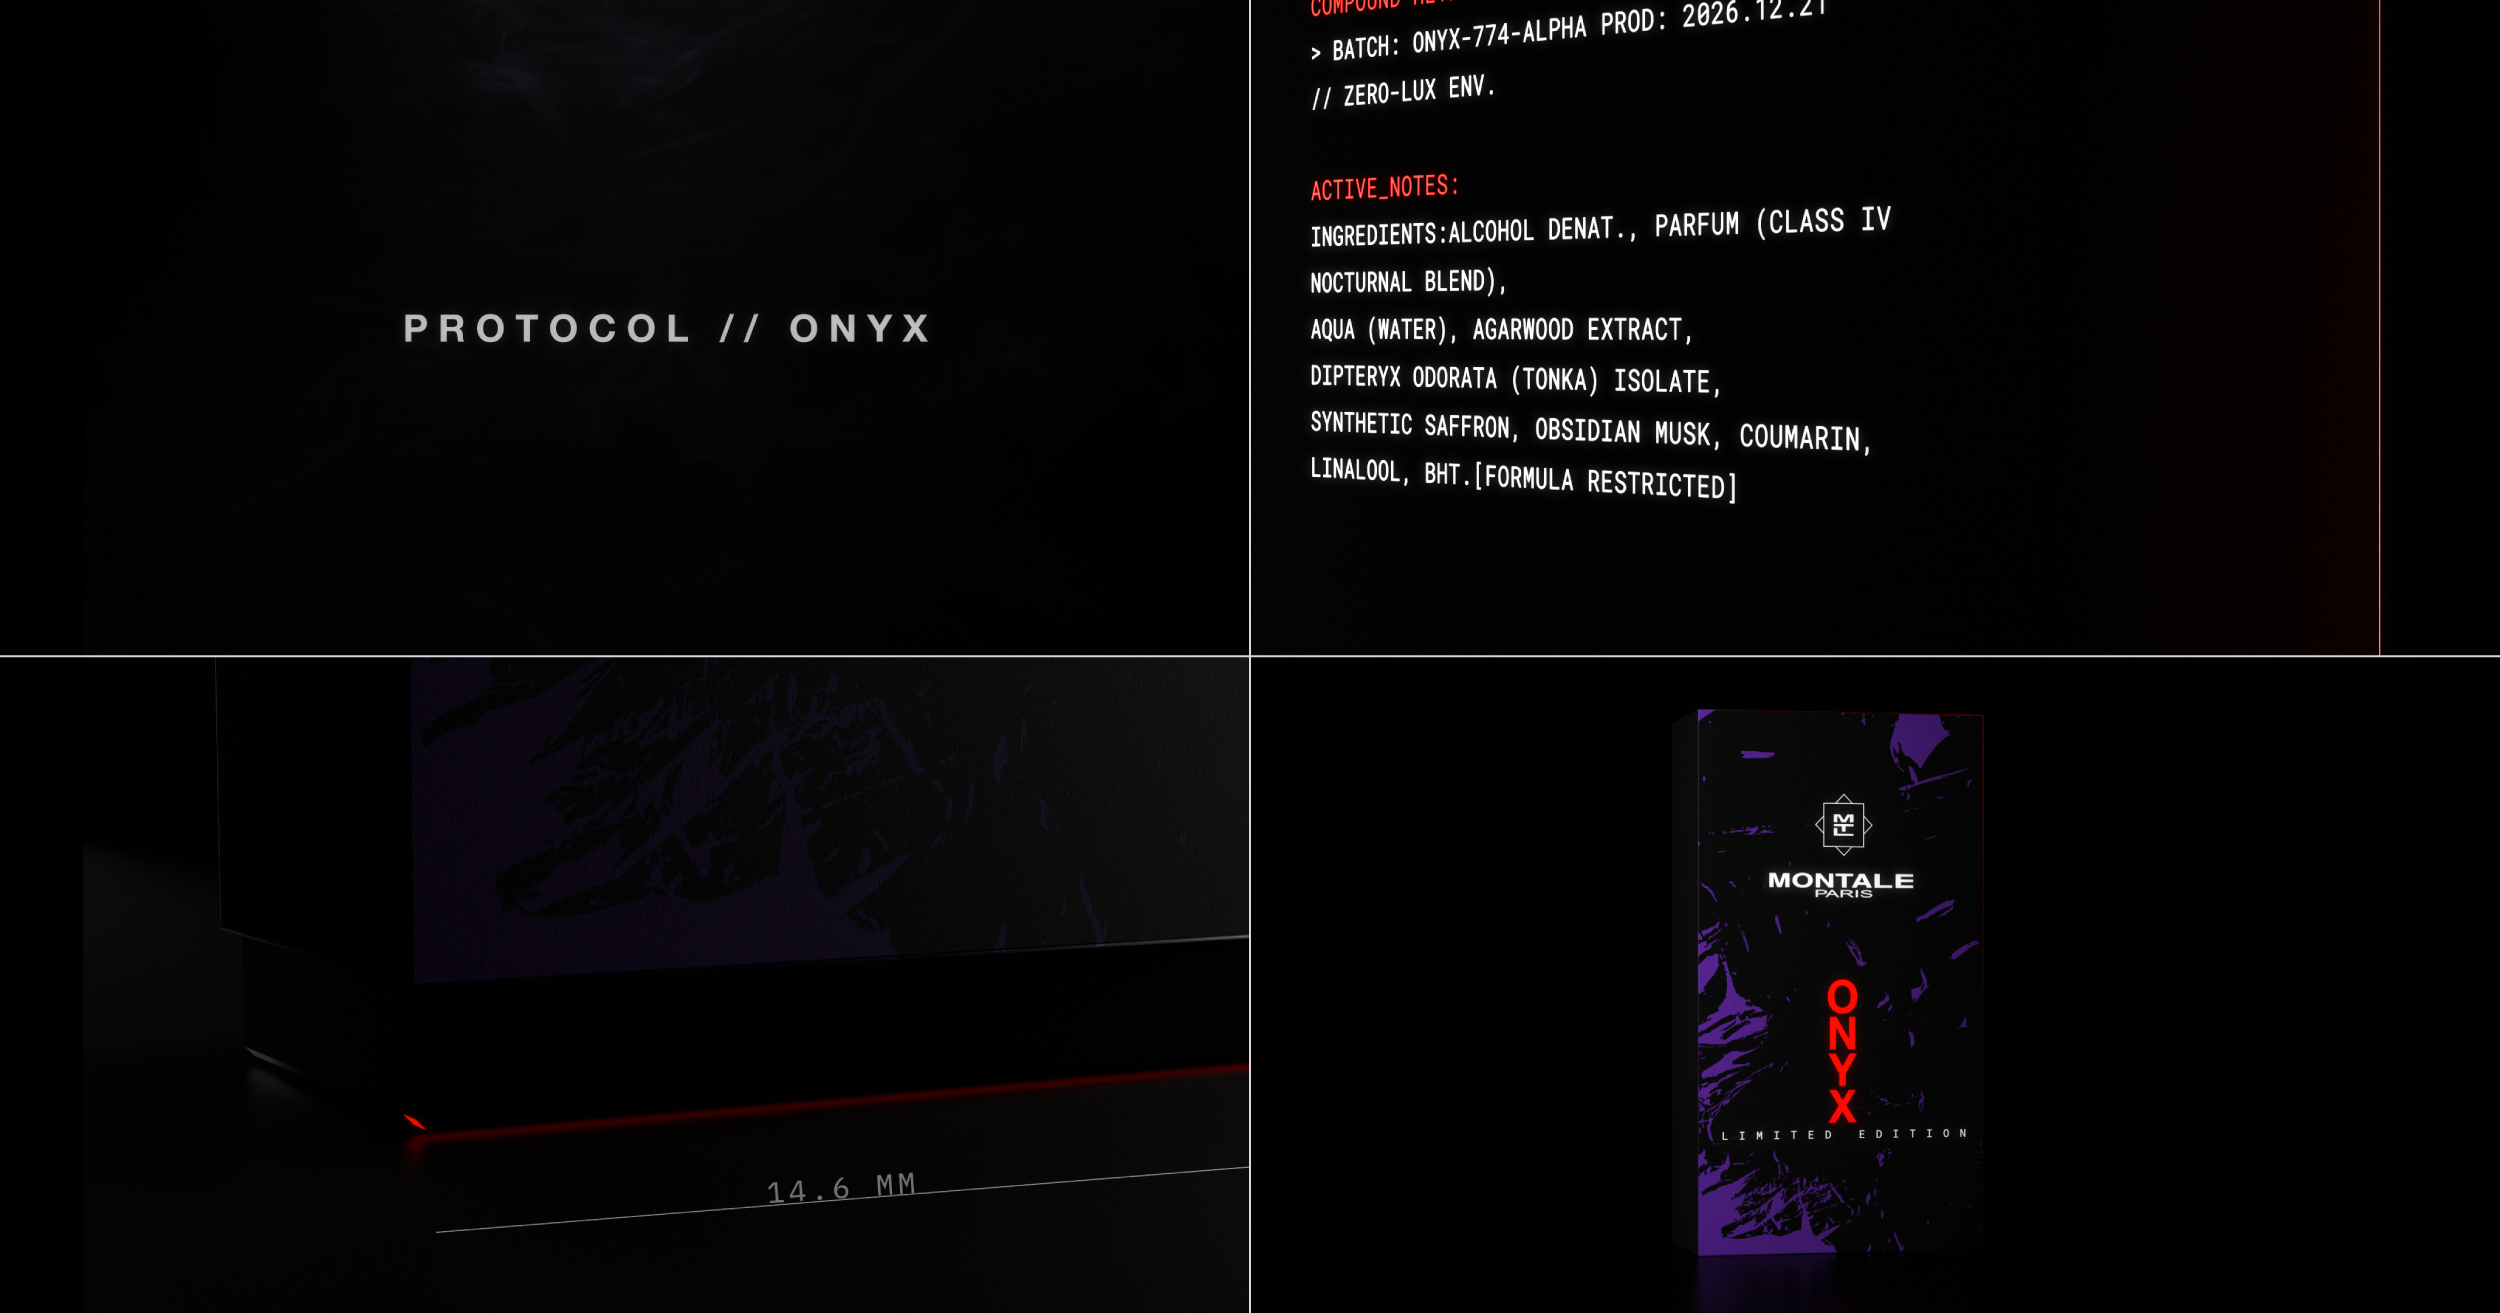 PROTOCOL // ONYX
COMPOUND
> BATCH: ONYX-774-ALPHA PROD: 2026.12.21
// ZERO-LUX ENV.
ACTIVE_NOTES:
INGREDIENTS:ALCOHOL DENAT., PARFUM (CLASS IV
NOCTURNAL BLEND),
AQUA (WATER), AGARWOOD EXTRACT,
DIPTERYX ODORATA (TONKA) ISOLATE,
SYNTHETIC SAFFRON, OBSIDIAN MUSK, COUMARIN,
LINALOOL, BHT.[FORMULA RESTRICTED]
14.6 MM
MTL
MONTALE
PARIS
ONYX
LIMITED EDITION